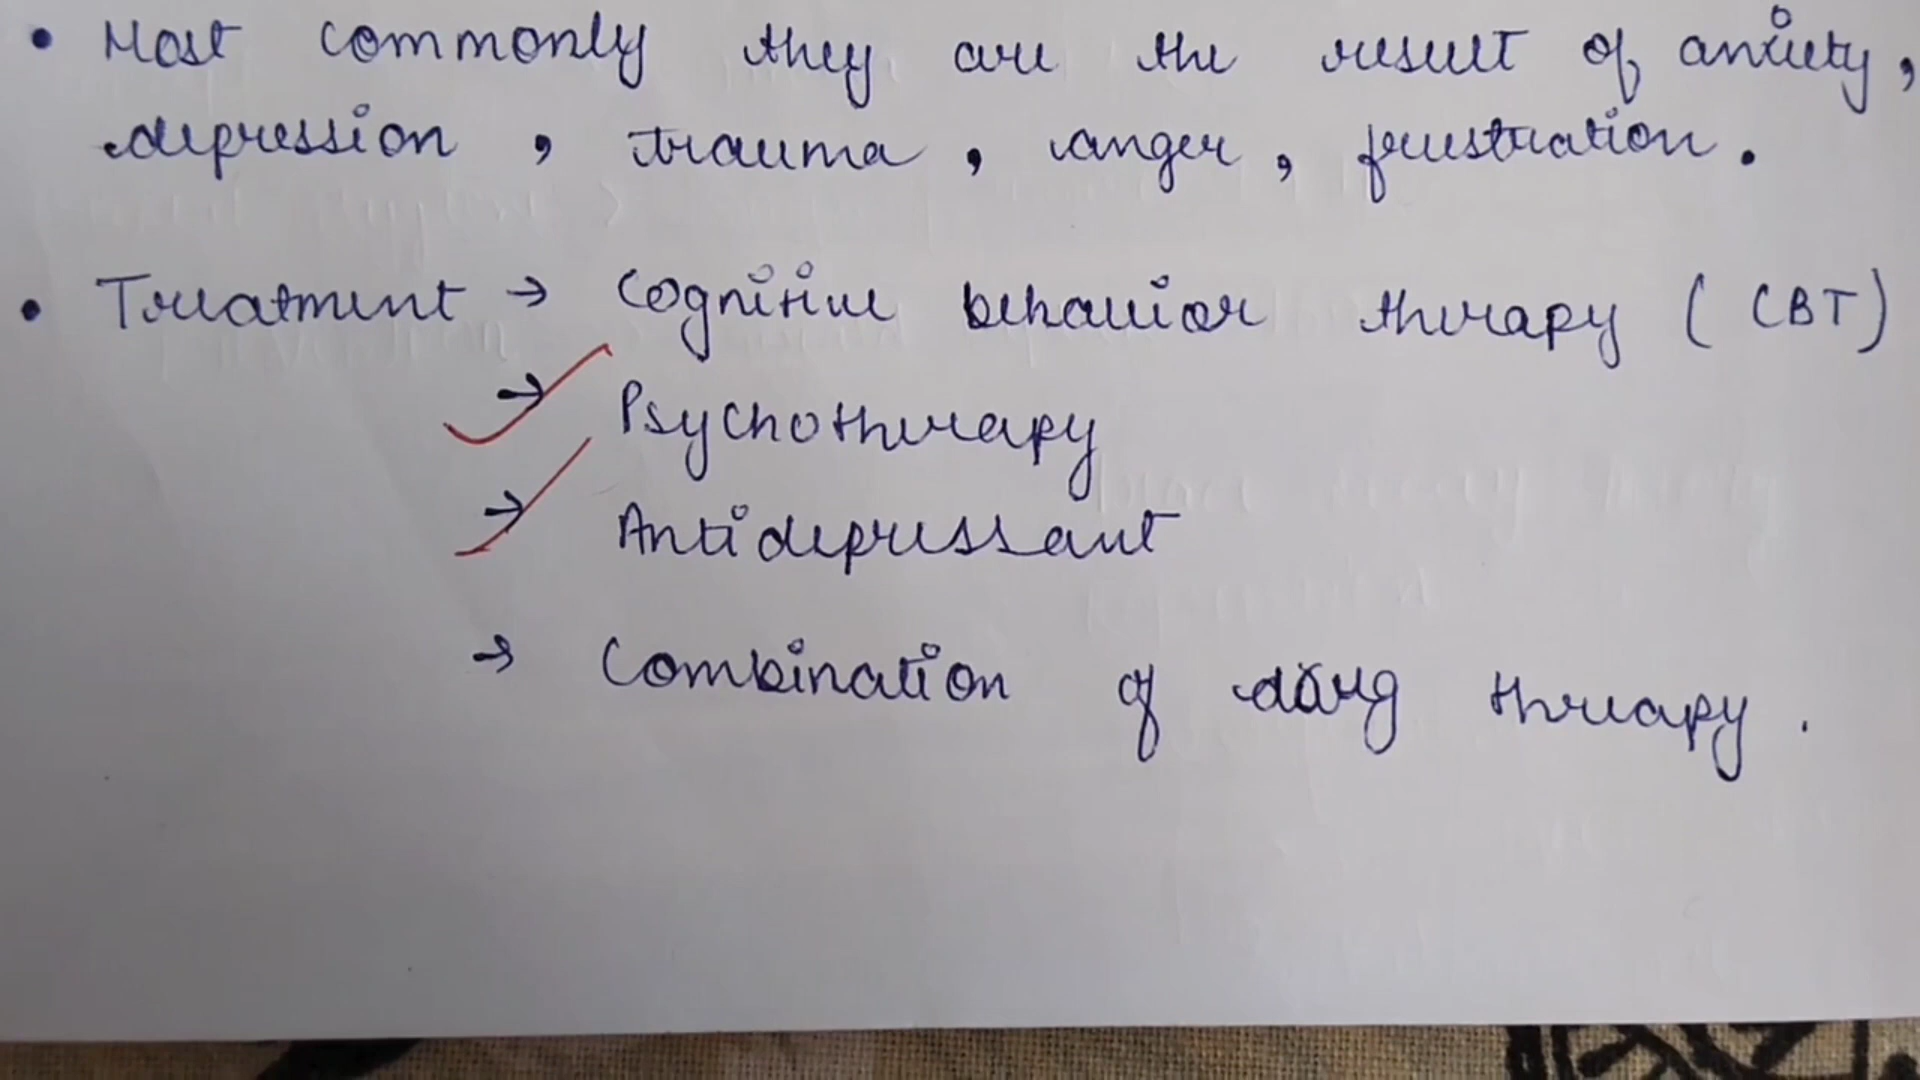 • Most commonly they are the result of anxiety,
depression, trauma, anger, frustration.
• Treatment → Cognitive behavior therapy (CBT)
→ Psychotherapy
→ Antidepressant
→ Combination of drug therapy.